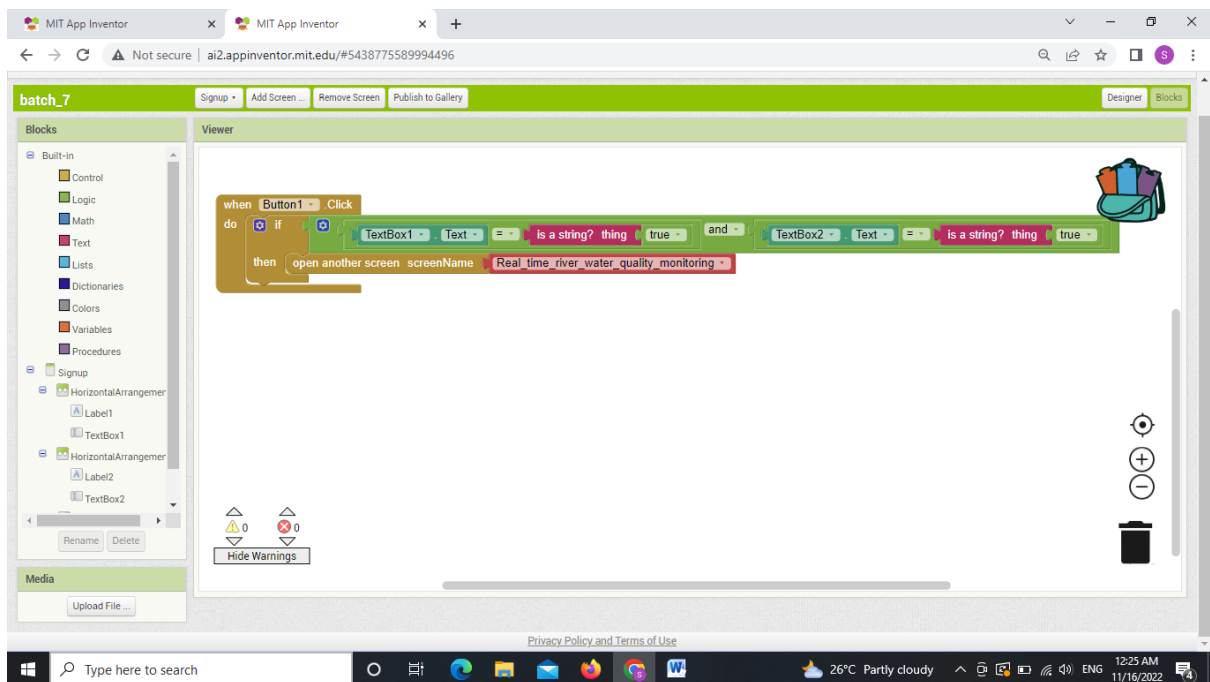 MIT App Inventor
MIT App Inventor
Not secure ai2.appinventor.mit.edu/#5438775589994496
S
batch_7 Signup Add Screen ... Remove Screen Publish to Gallery Designer Blocks
Blocks
Viewer
Built-in
Control
Logic
Math
Text
Lists
Dictionaries
Colors
Variables
Procedures
Signup
HorizontalArrangemer
Label1
TextBox1
HorizontalArrangemer
Label2
TextBox2
Rename Delete
Media
Upload File ...
when Button1 . Click
do if TextBox1 . Text = is a string? thing true and TextBox2 . Text = is a string? thing true
then open another screen screenName Real_time_river_water_quality_monitoring
0 0
Hide Warnings
Privacy Policy and Terms of Use
Type here to search
W
26°C Partly cloudy
ENG
12:25 AM
11/16/2022
4